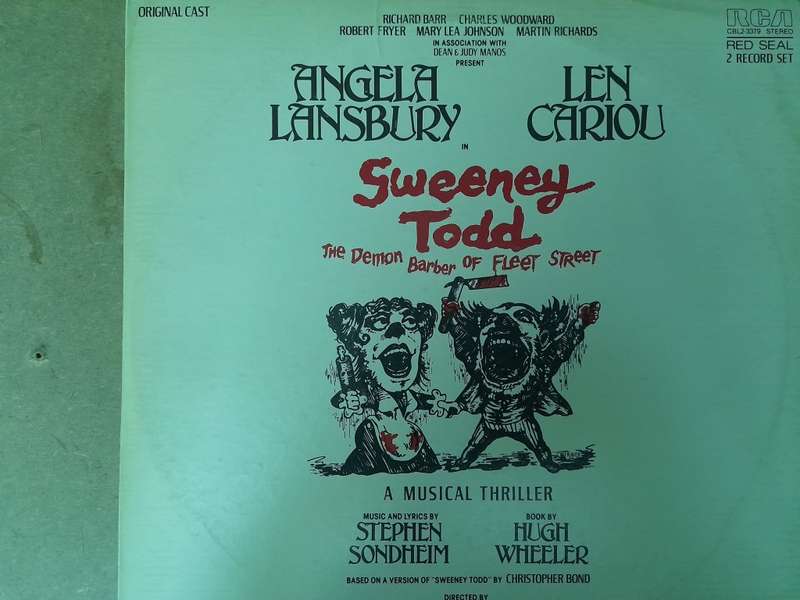 ORIGINAL CAST
RICHARD BARR CHARLES WOODWARD
ROBERT FRYER MARY LEA JOHNSON MARTIN RICHARDS
IN ASSOCIATION WITH
DEAN & JUDY MANOS
PRESENT
RCA
CBL2-3379 STEREO
RED SEAL
2 RECORD SET
ANGELA LANSBURY
LEN CARIOU
IN
Sweeney
Todd
The Demon Barber OF FLEET STREET
A MUSICAL THRILLER
MUSIC AND LYRICS BY
STEPHEN
SONDHEIM
BOOK BY
HUGH
WHEELER
BASED ON A VERSION OF "SWEENEY TODD" BY CHRISTOPHER BOND
DIRECTED BY